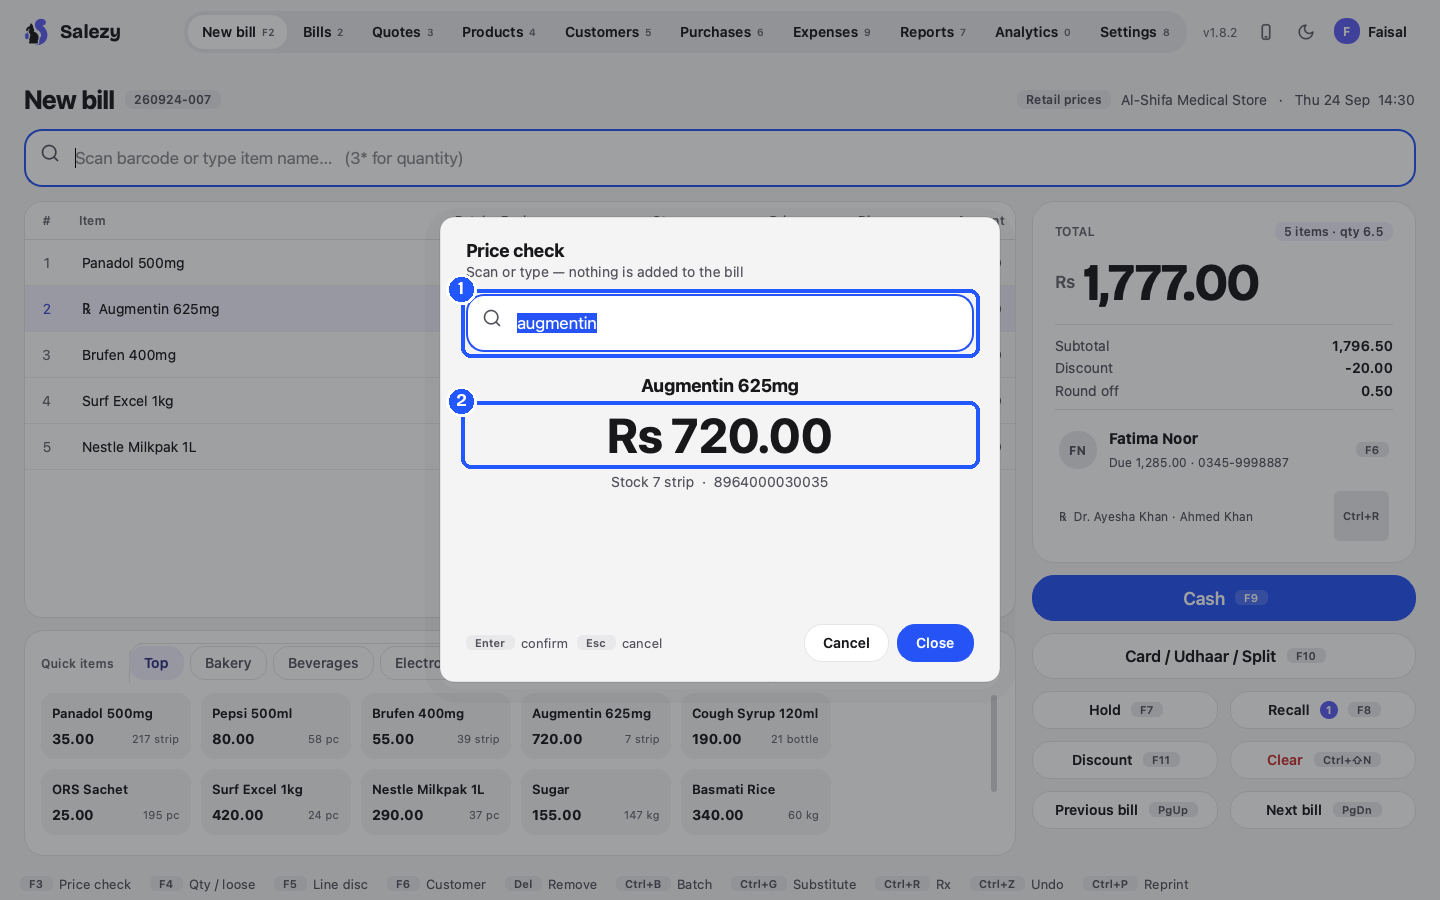 Salezy
New bill F2
Bills 2
Quotes 3
Products 4
Customers 5
Purchases 6
Expenses 9
Reports 7
Analytics 0
Settings 8
v1.8.2
F
Faisal
New bill
260924-007
Retail prices
Al-Shifa Medical Store · Thu 24 Sep 14:30
Scan barcode or type item name... (3* for quantity)
# Item
1 Panadol 500mg
2 ℞ Augmentin 625mg
3 Brufen 400mg
4 Surf Excel 1kg
5 Nestle Milkpak 1L
Price check
Scan or type — nothing is added to the bill
1
augmentin
Augmentin 625mg
2
Rs 720.00
Stock 7 strip · 8964000030035
Enter confirm Esc cancel
Cancel
Close
TOTAL
5 items · qty 6.5
Rs 1,777.00
Subtotal 1,796.50
Discount -20.00
Round off 0.50
FN
Fatima Noor
Due 1,285.00 · 0345-9998887
F6
℞ Dr. Ayesha Khan · Ahmed Khan
Ctrl+R
Cash F9
Card / Udhaar / Split F10
Hold F7
Recall 1 F8
Discount F11
Clear Ctrl+⇧N
Previous bill PgUp
Next bill PgDn
Quick items
Top
Bakery
Beverages
Panadol 500mg
35.00 217 strip
Pepsi 500ml
80.00 58 pc
Brufen 400mg
55.00 39 strip
Augmentin 625mg
720.00 7 strip
Cough Syrup 120ml
190.00 21 bottle
ORS Sachet
25.00 195 pc
Surf Excel 1kg
420.00 24 pc
Nestle Milkpak 1L
290.00 37 pc
Sugar
155.00 147 kg
Basmati Rice
340.00 60 kg
F3 Price check
F4 Qty / loose
F5 Line disc
F6 Customer
Del Remove
Ctrl+B Batch
Ctrl+G Substitute
Ctrl+R Rx
Ctrl+Z Undo
Ctrl+P Reprint